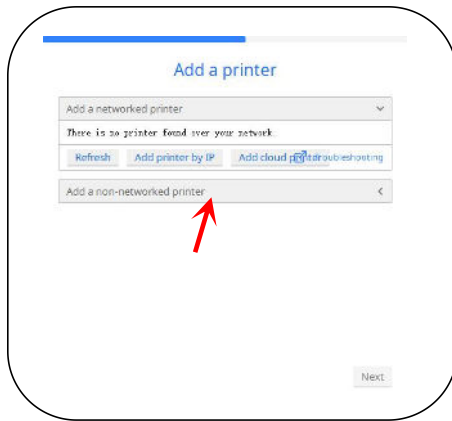 Add a printer
Add a networked printer
There is no printer found over your network.
Refresh Add printer by IP Add cloud printer Troubleshooting
Add a non-networked printer
Next